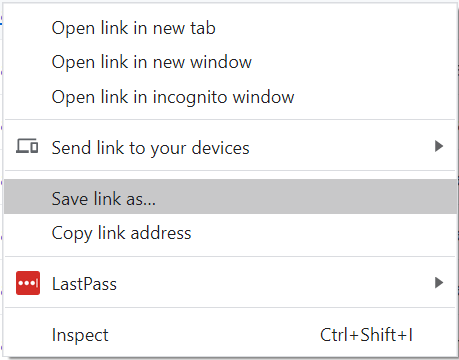 Open link in new tab
Open link in new window
Open link in incognito window
Send link to your devices
Save link as...
Copy link address
LastPass
Inspect Ctrl+Shift+I